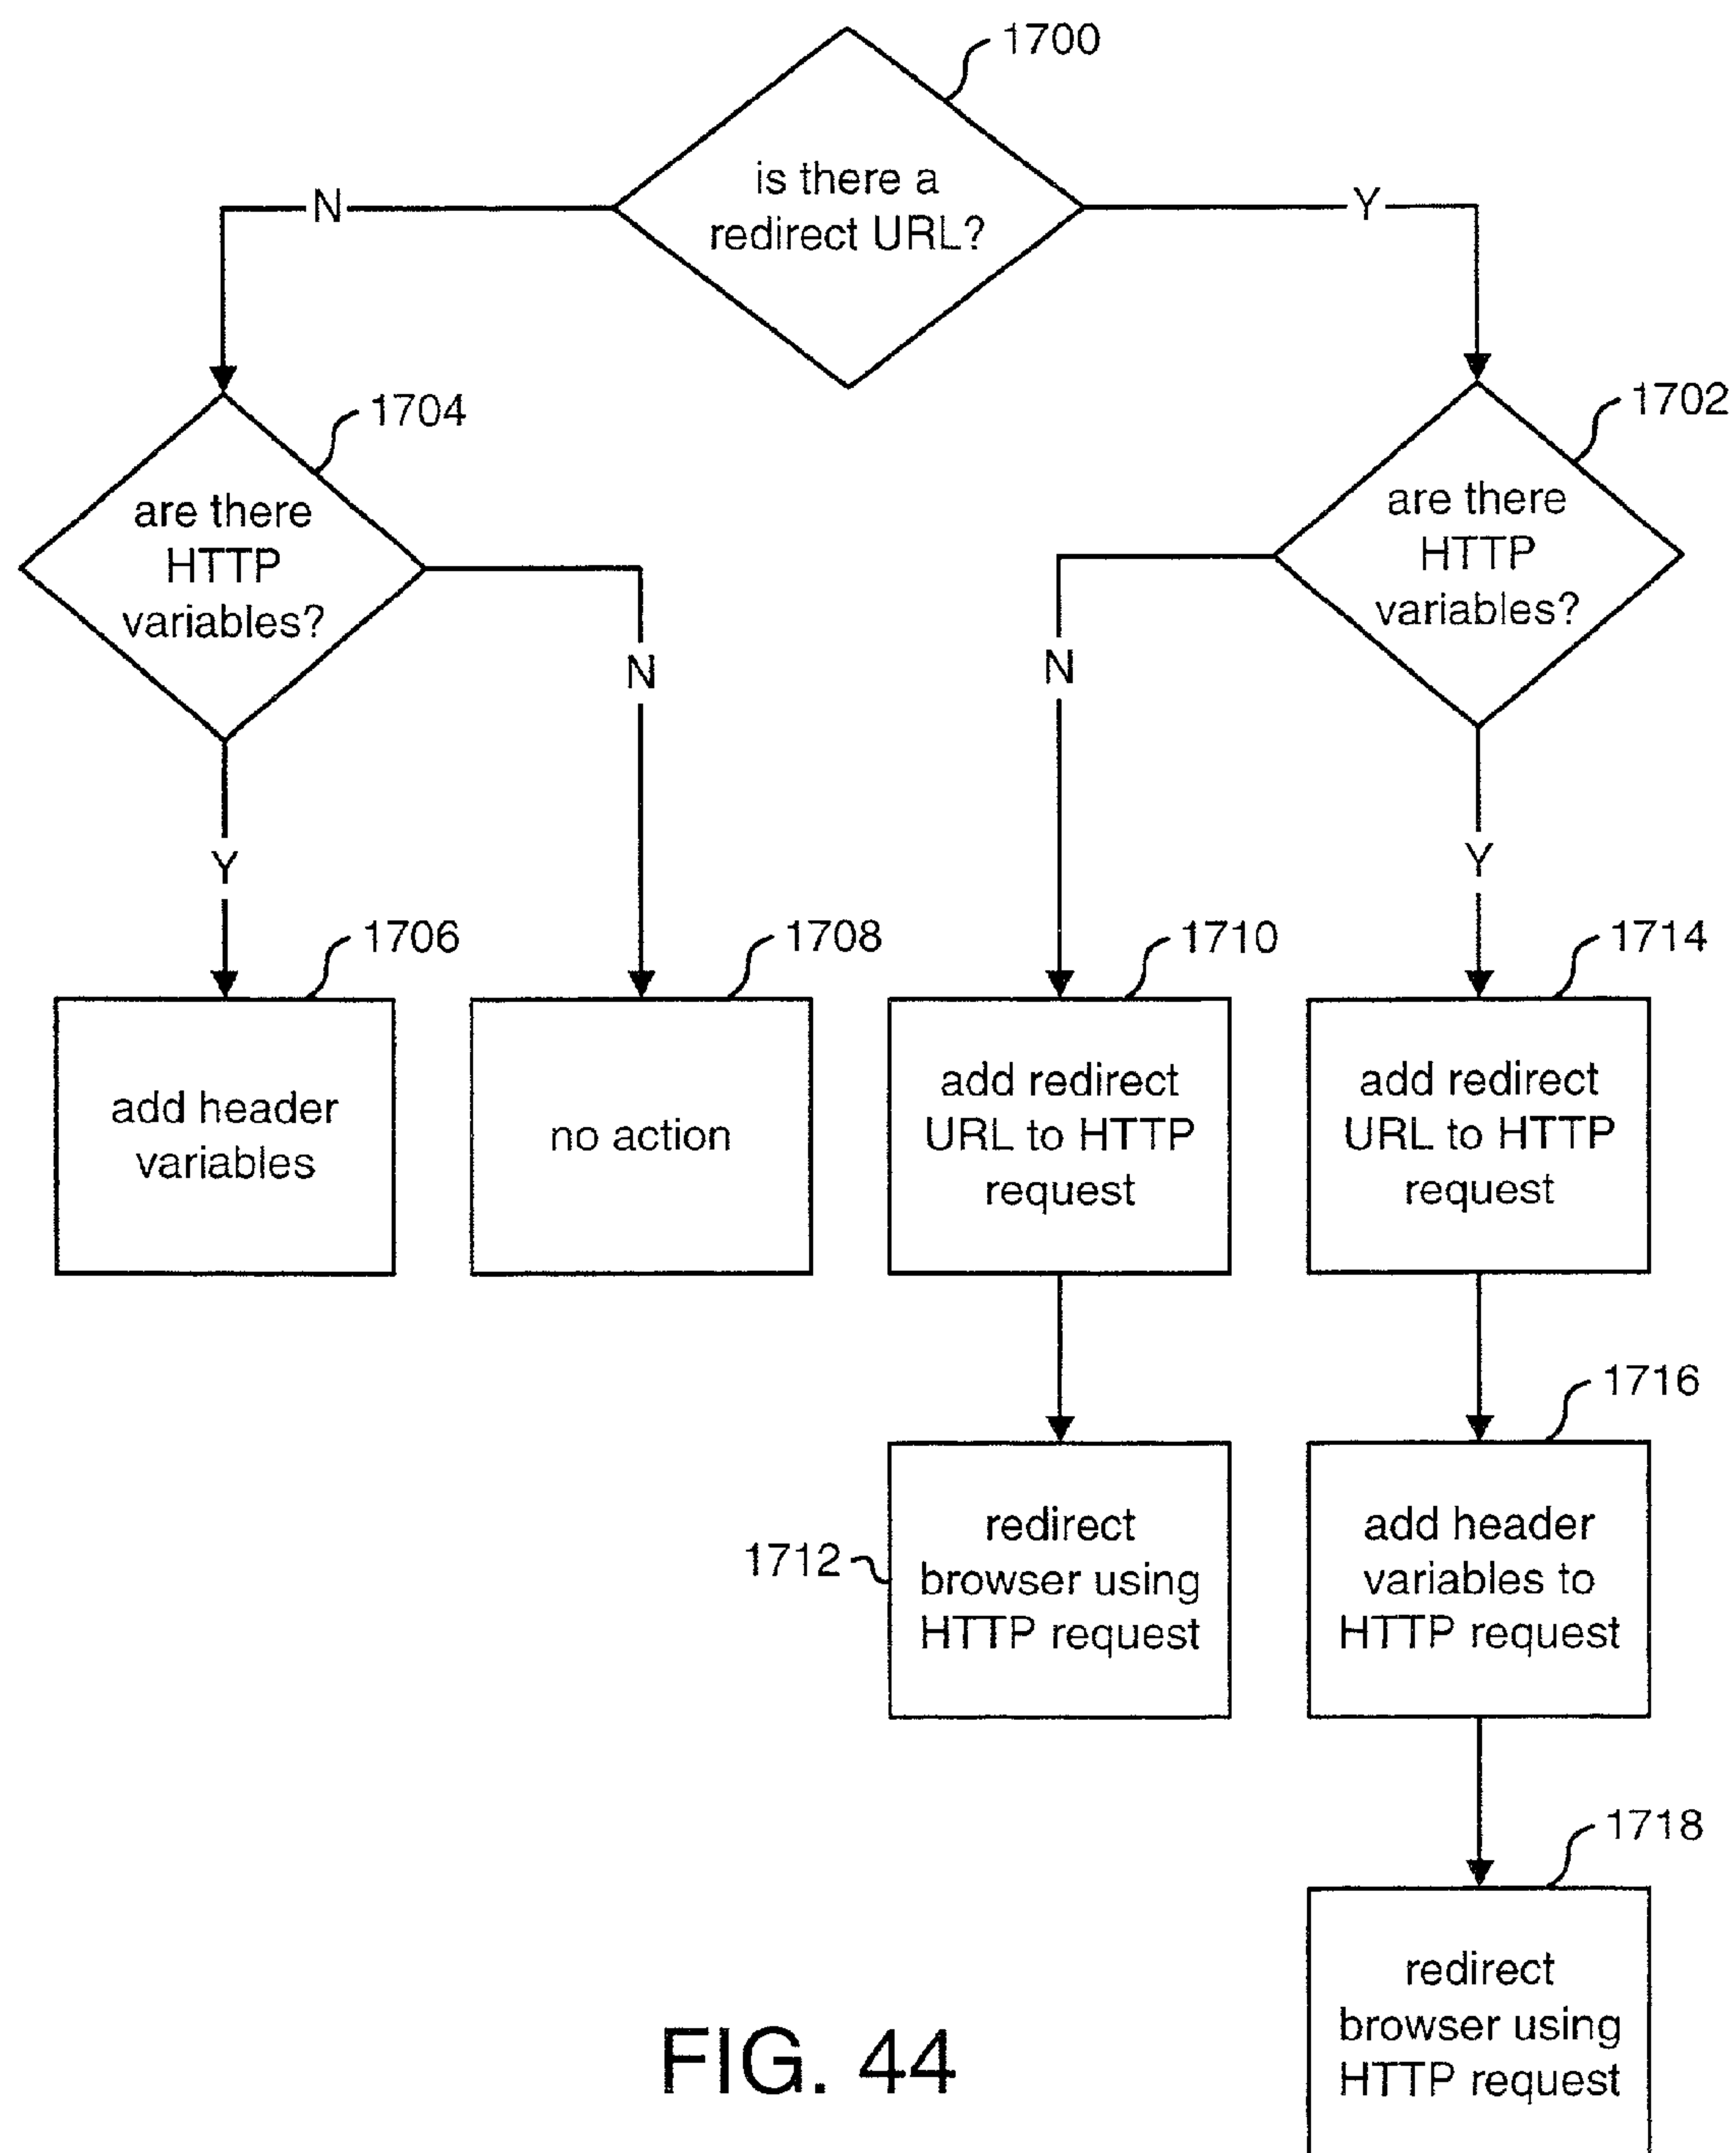 1700
is there a
redirect URL?
N
Y
1704
1702
are there
HTTP
variables?
are there
HTTP
variables?
N
N
Y
Y
1706
1708
1710
1714
add header
variables
no action
add redirect
URL to HTTP
request
add redirect
URL to HTTP
request
1716
1712
redirect
browser using
HTTP request
add header
variables to
HTTP request
1718
redirect
browser using
HTTP request
FIG. 44